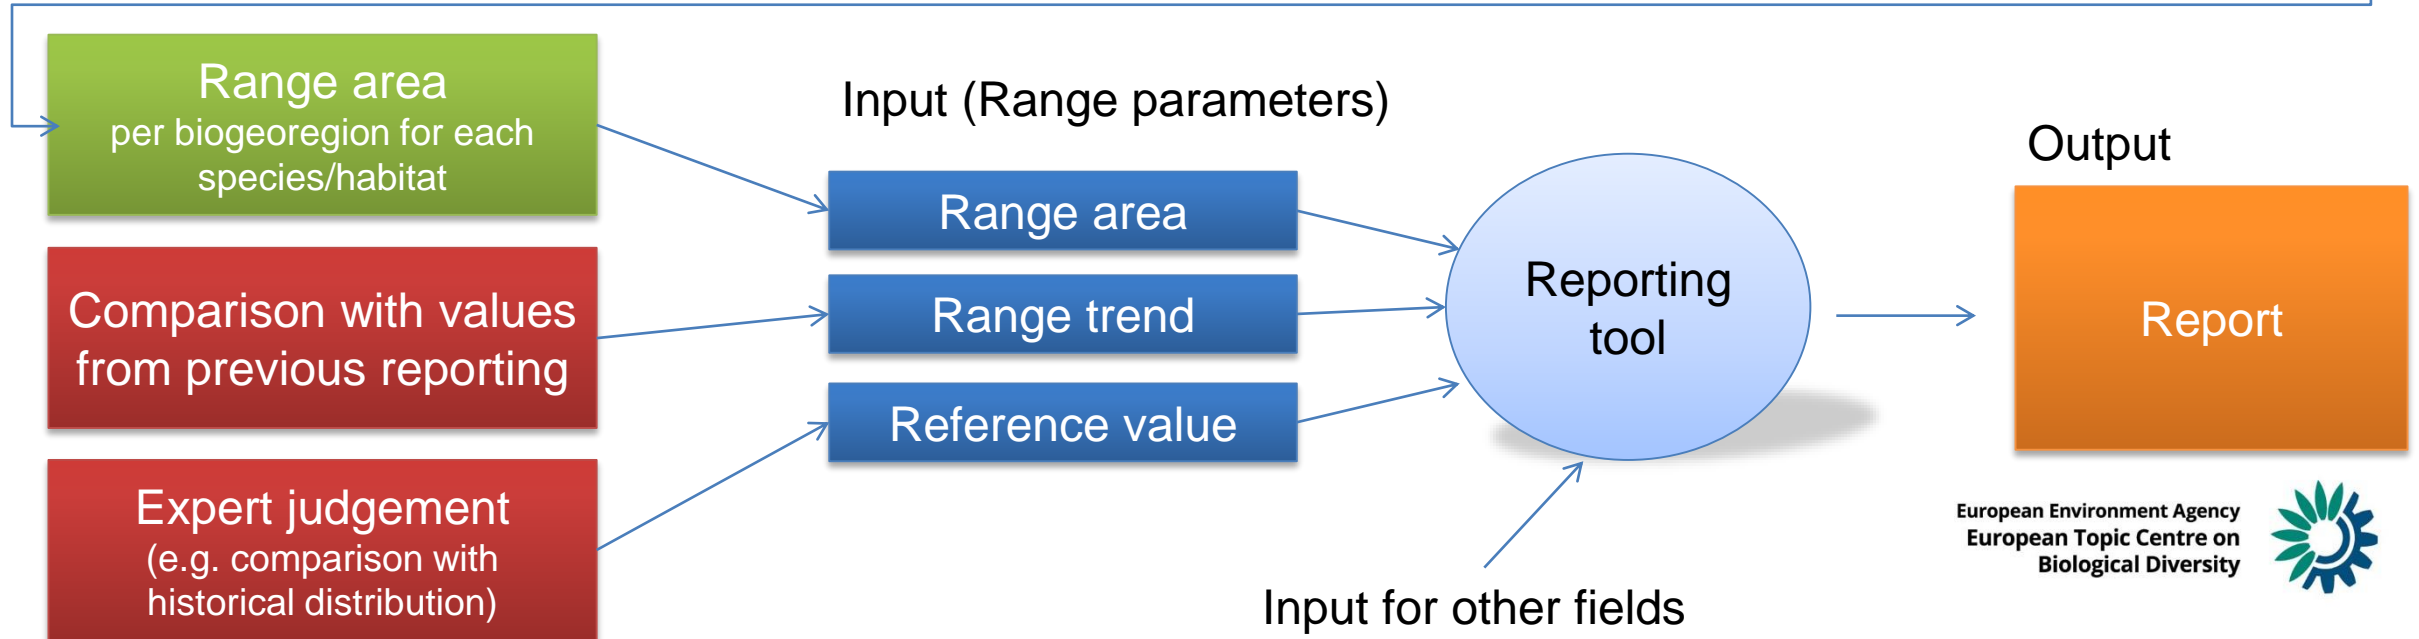 Range area
per biogeoregion for each
species/habitat
Comparison with values
from previous reporting
Expert judgement
(e.g. comparison with
historical distribution)
Input (Range parameters)
Range area
Range trend
Reference value
Reporting
tool
Input for other fields
Output
Report
European Environment Agency
European Topic Centre on
Biological Diversity